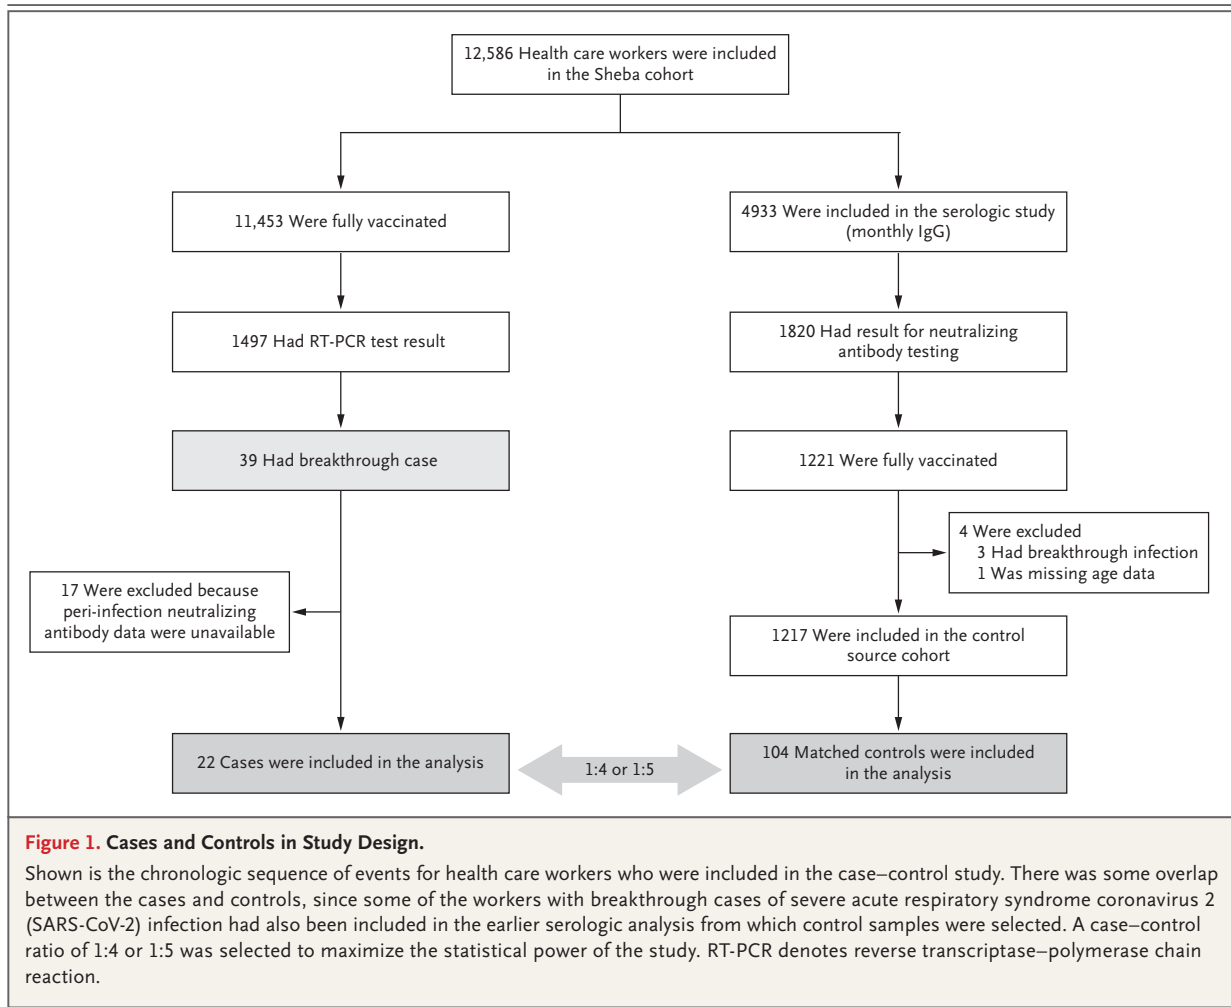 12,586 Health care workers were included
in the Sheba cohort
11,453 Were fully vaccinated
4933 Were included in the serologic study
(monthly IgG)
1497 Had RT-PCR test result
1820 Had result for neutralizing
antibody testing
39 Had breakthrough case
1221 Were fully vaccinated
4 Were excluded
3 Had breakthrough infection
1 Was missing age data
17 Were excluded because
peri-infection neutralizing
antibody data were unavailable
1217 Were included in the control
source cohort
22 Cases were included in the analysis
1:4 or 1:5
104 Matched controls were included
in the analysis
Figure 1. Cases and Controls in Study Design.
Shown is the chronologic sequence of events for health care workers who were included in the case–control study. There was some overlap
between the cases and controls, since some of the workers with breakthrough cases of severe acute respiratory syndrome coronavirus 2
(SARS-CoV-2) infection had also been included in the earlier serologic analysis from which control samples were selected. A case–control
ratio of 1:4 or 1:5 was selected to maximize the statistical power of the study. RT-PCR denotes reverse transcriptase–polymerase chain
reaction.